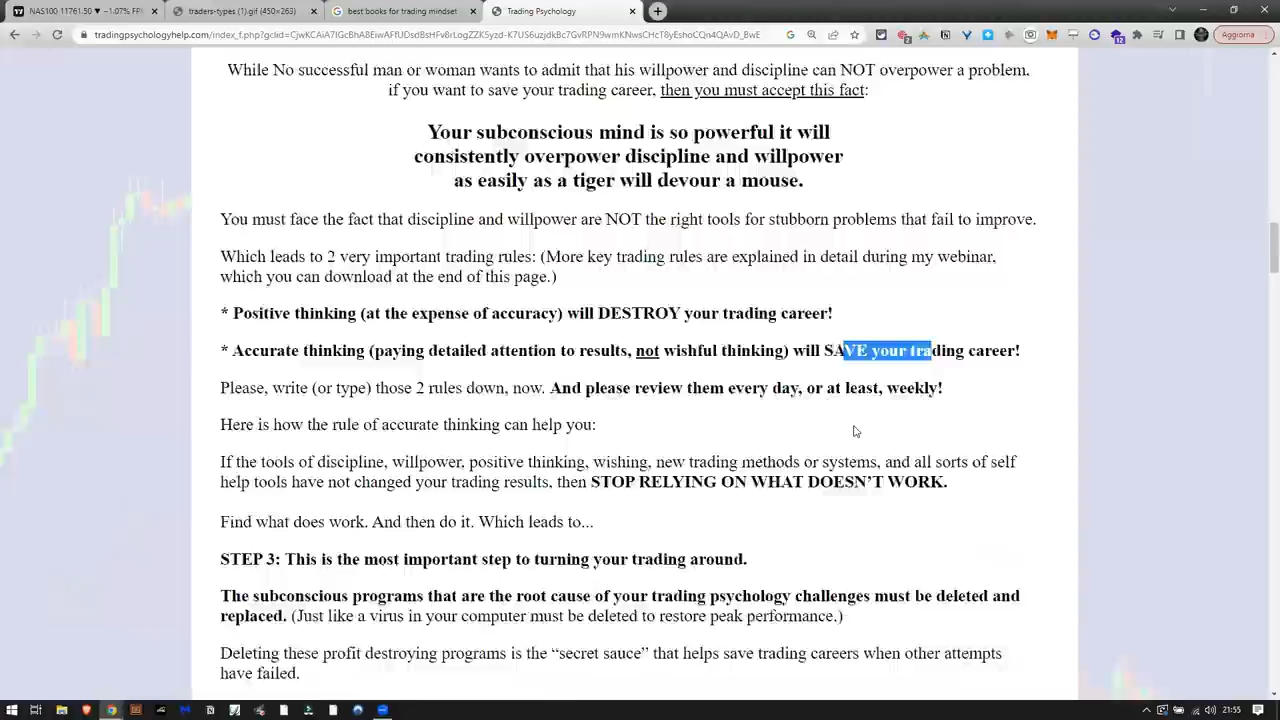 NAS100 11761.50 ▼ −1.07% FP.
traders-types (1).gif (450×263)
best books for trading mindset
Trading Psychology
tradingpsychologyhelp.com/index_f.php?gclid=
Aggiorna
While No successful man or woman wants to admit that his willpower and discipline can NOT overpower a problem,
if you want to save your trading career, then you must accept this fact:
Your subconscious mind is so powerful it will
consistently overpower discipline and willpower
as easily as a tiger will devour a mouse.
You must face the fact that discipline and willpower are NOT the right tools for stubborn problems that fail to improve.
Which leads to 2 very important trading rules: (More key trading rules are explained in detail during my webinar,
which you can download at the end of this page.)
* Positive thinking (at the expense of accuracy) will DESTROY your trading career!
* Accurate thinking (paying detailed attention to results, not wishful thinking) will SAVE your trading career!
Please, write (or type) those 2 rules down, now. And please review them every day, or at least, weekly!
Here is how the rule of accurate thinking can help you:
If the tools of discipline, willpower, positive thinking, wishing, new trading methods or systems, and all sorts of self
help tools have not changed your trading results, then STOP RELYING ON WHAT DOESN’T WORK.
Find what does work. And then do it. Which leads to...
STEP 3: This is the most important step to turning your trading around.
The subconscious programs that are the root cause of your trading psychology challenges must be deleted and
replaced. (Just like a virus in your computer must be deleted to restore peak performance.)
Deleting these profit destroying programs is the “secret sauce” that helps save trading careers when other attempts
have failed.
21:55